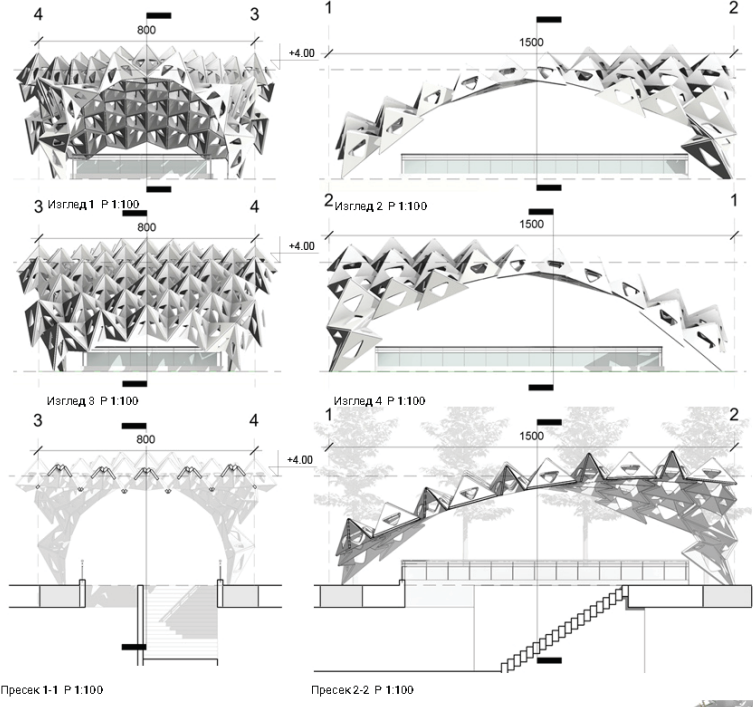 4 3
800
+4.00
Изглед 1 Р 1:100
1 2
1500
Изглед 2 Р 1:100
3 4
800
+4.00
Изглед 3 Р 1:100
2 1
1500
Изглед 4 Р 1:100
3 4
800
+4.00
Пресек 1-1 Р 1:100
1 2
1500
Пресек 2-2 Р 1:100